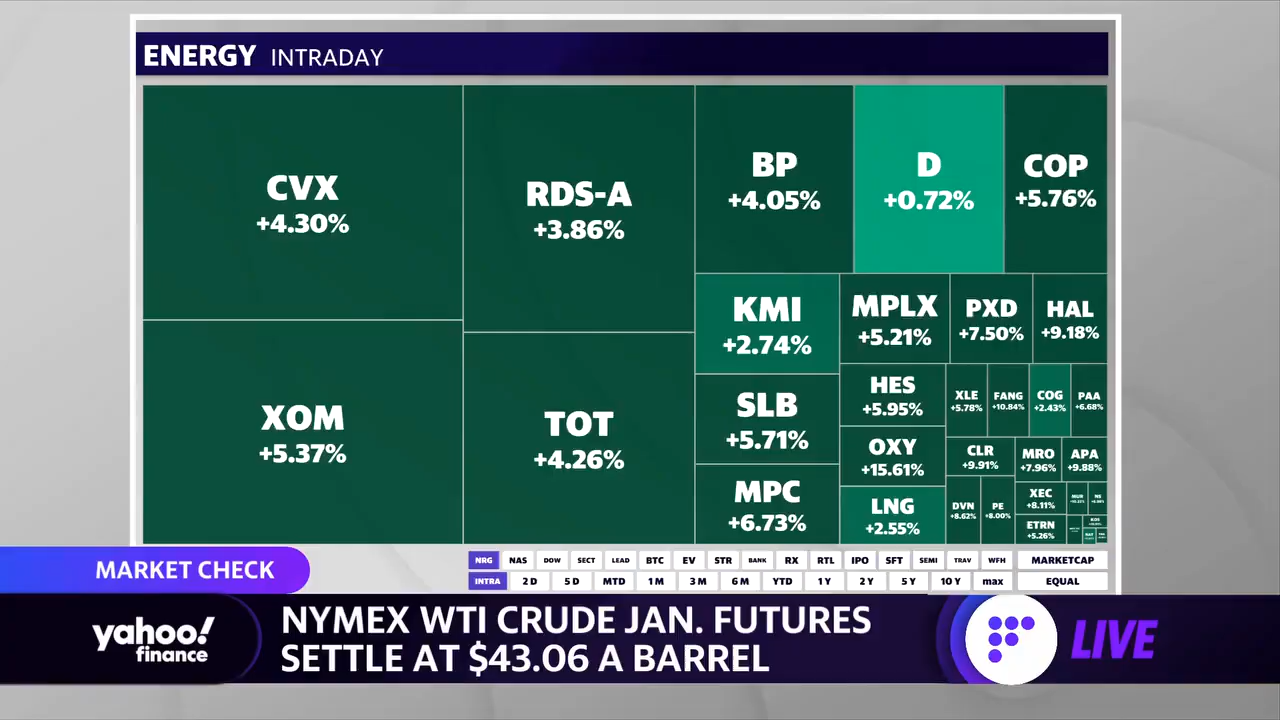 ENERGY INTRADAY
CVX
+4.30%
RDS-A
+3.86%
BP
+4.05%
D
+0.72%
COP
+5.76%
XOM
+5.37%
TOT
+4.26%
KMI
+2.74%
MPLX
+5.21%
PXD
+7.50%
HAL
+9.18%
SLB
+5.71%
HES
+5.95%
XLE
+5.78%
FANG
+10.84%
COG
+2.43%
PAA
+6.68%
OXY
+15.61%
CLR
+9.91%
MRO
+7.96%
APA
+9.88%
MPC
+6.73%
LNG
+2.55%
DVN
+8.62%
PE
+8.00%
XEC
+8.11%
MUR
NS
ETRN
+5.26%
NRG NAS DOW SECT LEAD BTC EV STR BANK RX RTL IPO SFT SEMI TRAV WFH MARKETCAP
INTRA 2 D 5 D MTD 1 M 3 M 6 M YTD 1 Y 2 Y 5 Y 10 Y max EQUAL
MARKET CHECK
yahoo!
finance
NYMEX WTI CRUDE JAN. FUTURES
SETTLE AT $43.06 A BARREL
LIVE